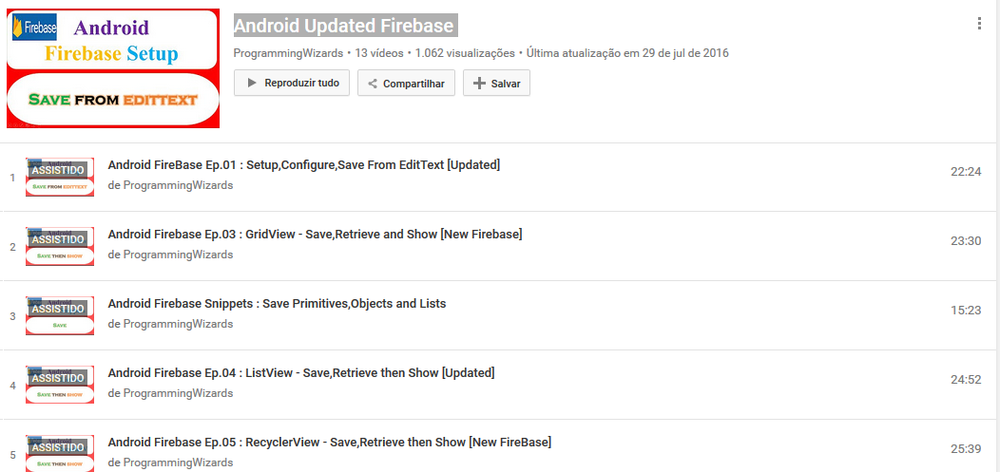 Firebase
Android
Firebase Setup
SAVE FROM EDITTEXT
Android Updated Firebase
ProgrammingWizards • 13 vídeos • 1.062 visualizações • Última atualização em 29 de jul de 2016
Reproduzir tudo
Compartilhar
Salvar
1
ASSISTIDO
SAVE FROM EDITTEXT
Android FireBase Ep.01 : Setup,Configure,Save From EditText [Updated]
de ProgrammingWizards
22:24
2
ASSISTIDO
SAVE THEN SHOW
Android Firebase Ep.03 : GridView - Save,Retrieve and Show [New Firebase]
de ProgrammingWizards
23:30
3
ASSISTIDO
SAVE
Android Firebase Snippets : Save Primitives,Objects and Lists
de ProgrammingWizards
15:23
4
ASSISTIDO
SAVE THEN SHOW
Android Firebase Ep.04 : ListView - Save,Retrieve then Show [Updated]
de ProgrammingWizards
24:52
5
ASSISTIDO
SAVE THEN SHOW
Android Firebase Ep.05 : RecyclerView - Save,Retrieve then Show [New FireBase]
de ProgrammingWizards
25:39